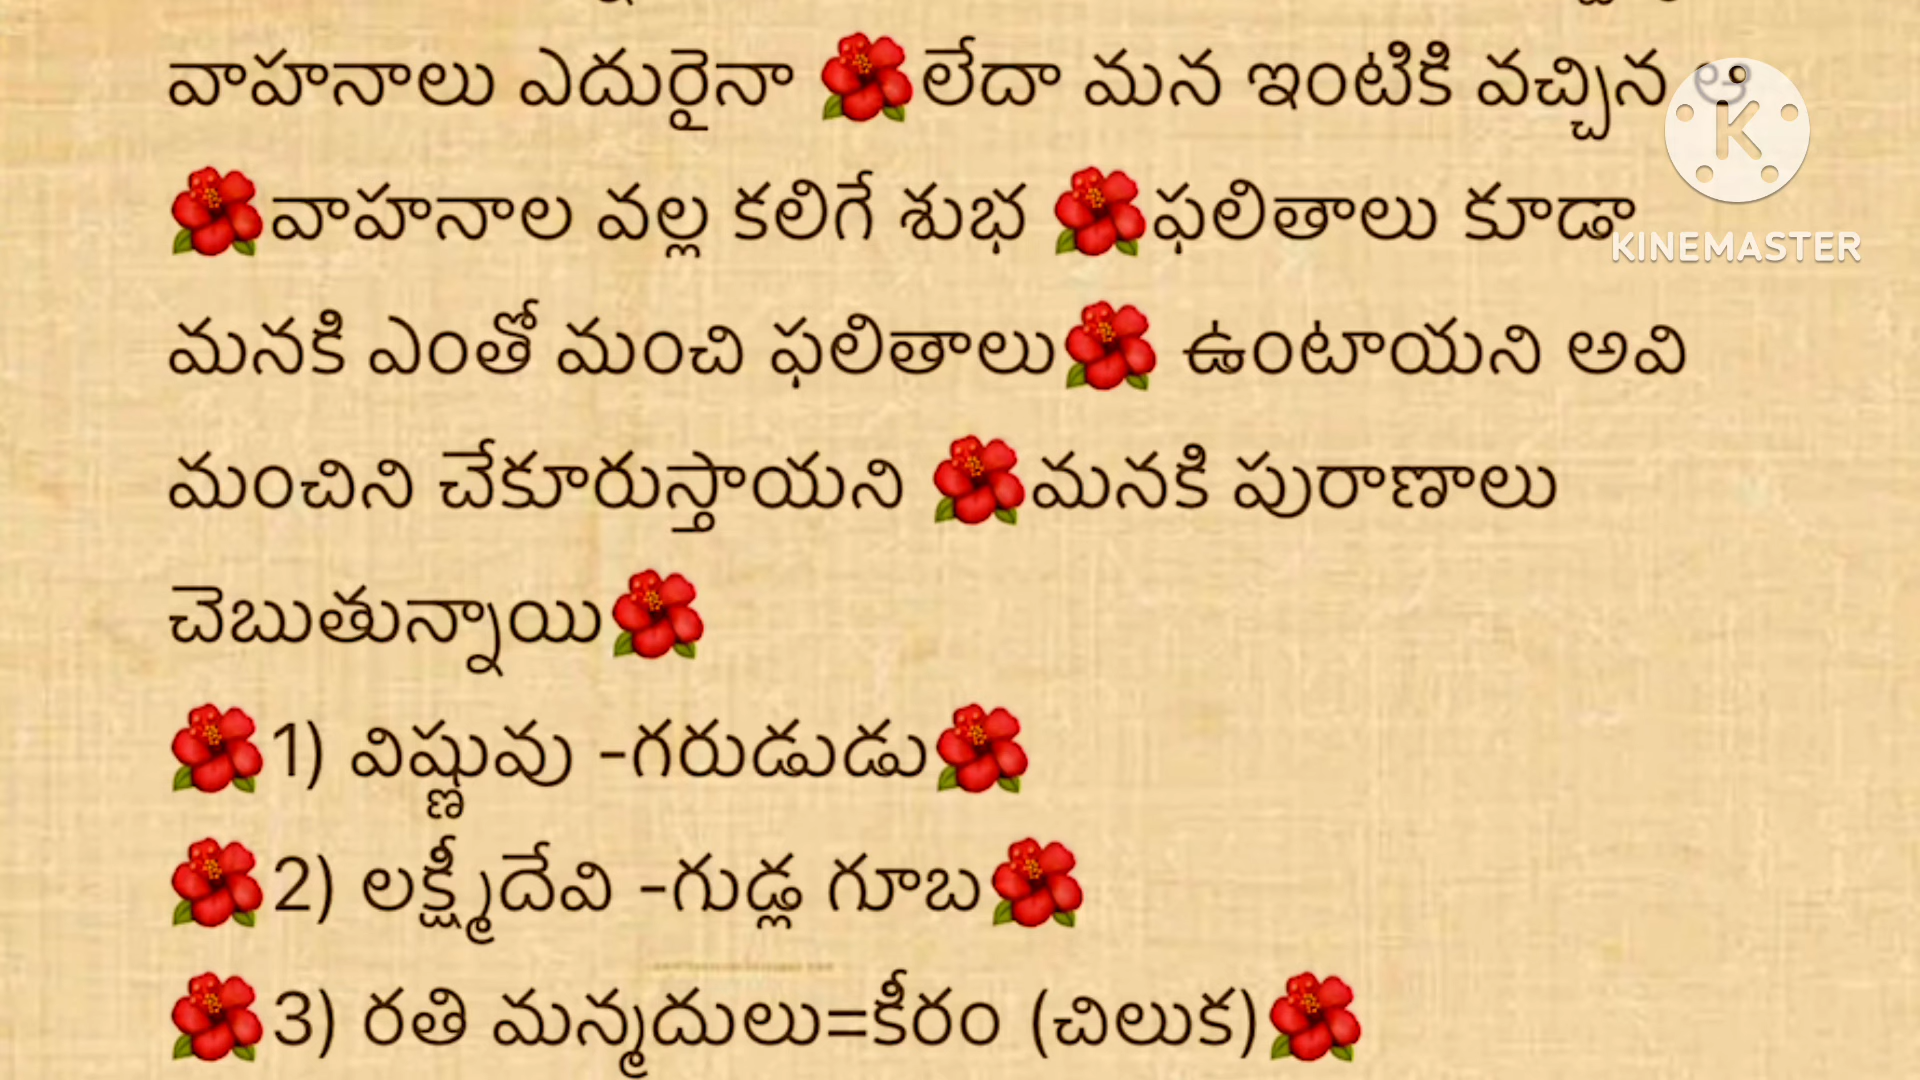 వాహనాలు ఎదురైనా 🌺లేదా మన ఇంటికి వచ్చిన ఆ
🌺వాహనాల వల్ల కలిగే శుభ 🌺ఫలితాలు కూడా
KINEMASTER
మనకి ఎంతో మంచి ఫలితాలు🌺 ఉంటాయని అవి
మంచిని చేకూరుస్తాయని 🌺మనకి పురాణాలు
చెబుతున్నాయి🌺
🌺1) విష్ణువు -గరుడుడు🌺
🌺2) లక్ష్మీదేవి -గుడ్ల గూబ🌺
🌺3) రతి మన్మదులు=కీరం (చిలుక)🌺